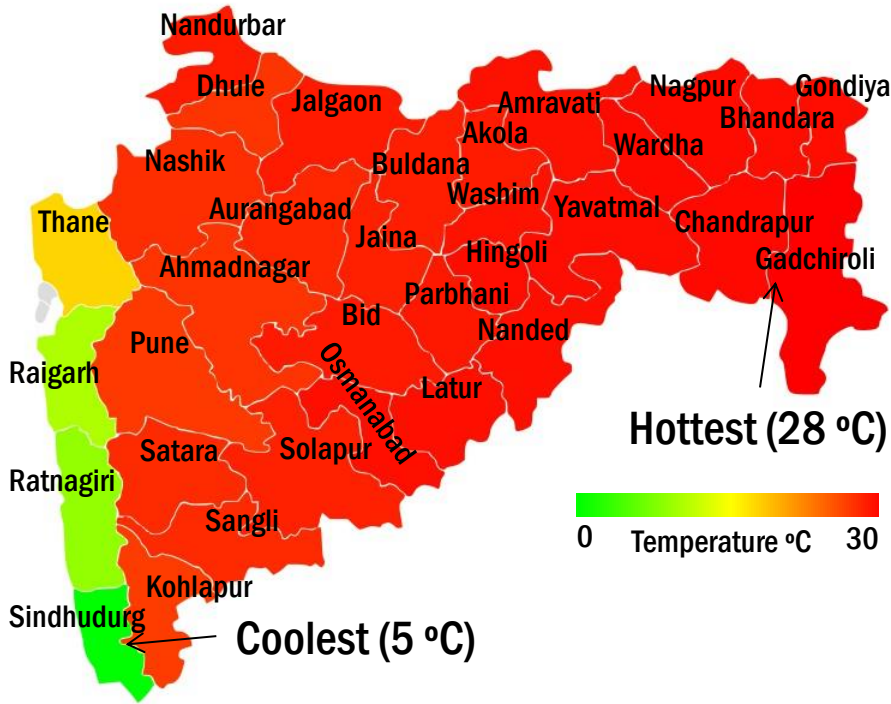 Nandurbar
Dhule
Jalgaon
Nashik
Buldana
Akola
Amravati
Nagpur
Gondiya
Bhandara
Wardha
Washim
Yavatmal
Chandrapur
Gadchiroli
Thane
Aurangabad
Jaina
Hingoli
Ahmadnagar
Parbhani
Bid
Nanded
Pune
Osmanabad
Latur
Raigarh
Hottest (28 ºC)
Satara
Solapur
Ratnagiri
Sangli
0 Temperature ºC 30
Kohlapur
Sindhudurg
Coolest (5 ºC)